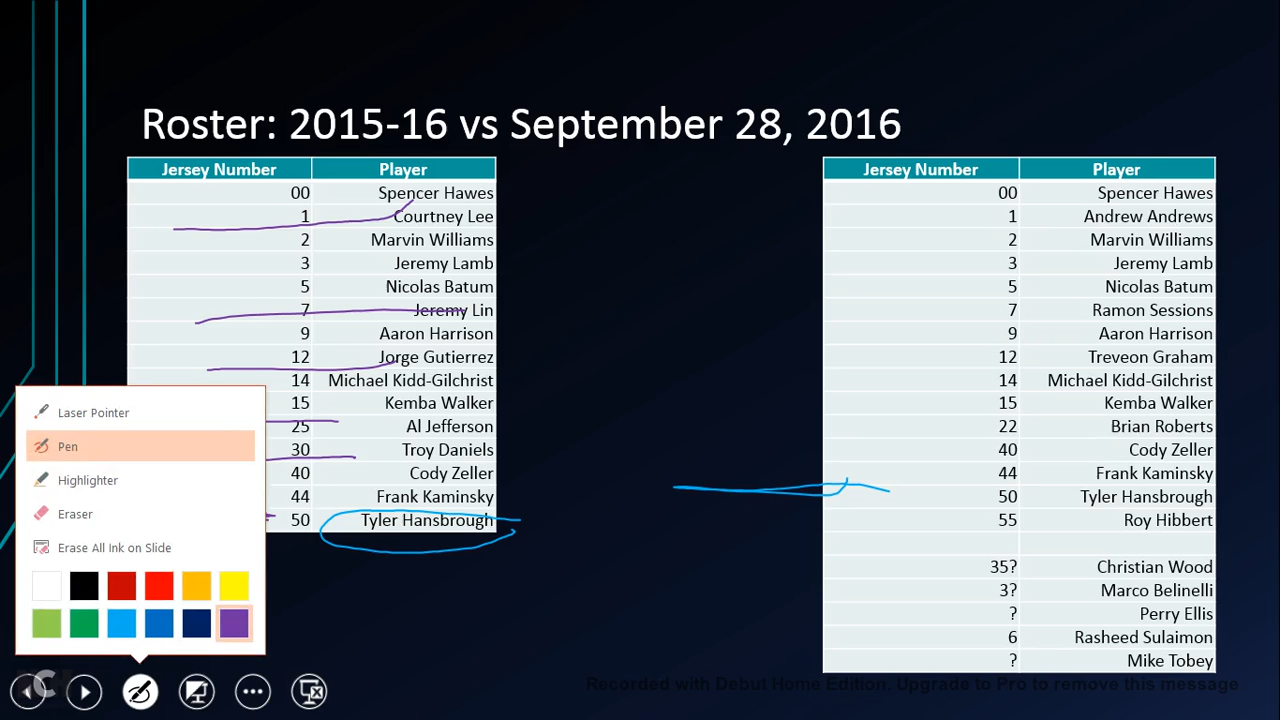 Roster: 2015-16 vs September 28, 2016
Jersey Number Player
00 Spencer Hawes
1 Courtney Lee
2 Marvin Williams
3 Jeremy Lamb
5 Nicolas Batum
7 Jeremy Lin
9 Aaron Harrison
12 Jorge Gutierrez
14 Michael Kidd-Gilchrist
15 Kemba Walker
25 Al Jefferson
30 Troy Daniels
40 Cody Zeller
44 Frank Kaminsky
50 Tyler Hansbrough
Jersey Number Player
00 Spencer Hawes
1 Andrew Andrews
2 Marvin Williams
3 Jeremy Lamb
5 Nicolas Batum
7 Ramon Sessions
9 Aaron Harrison
12 Treveon Graham
14 Michael Kidd-Gilchrist
15 Kemba Walker
22 Brian Roberts
40 Cody Zeller
44 Frank Kaminsky
50 Tyler Hansbrough
55 Roy Hibbert
35? Christian Wood
3? Marco Belinelli
? Perry Ellis
6 Rasheed Sulaimon
? Mike Tobey
Laser Pointer
Pen
Highlighter
Eraser
Erase All Ink on Slide
Recorded with Debut Home Edition. Upgrade to Pro to remove this message